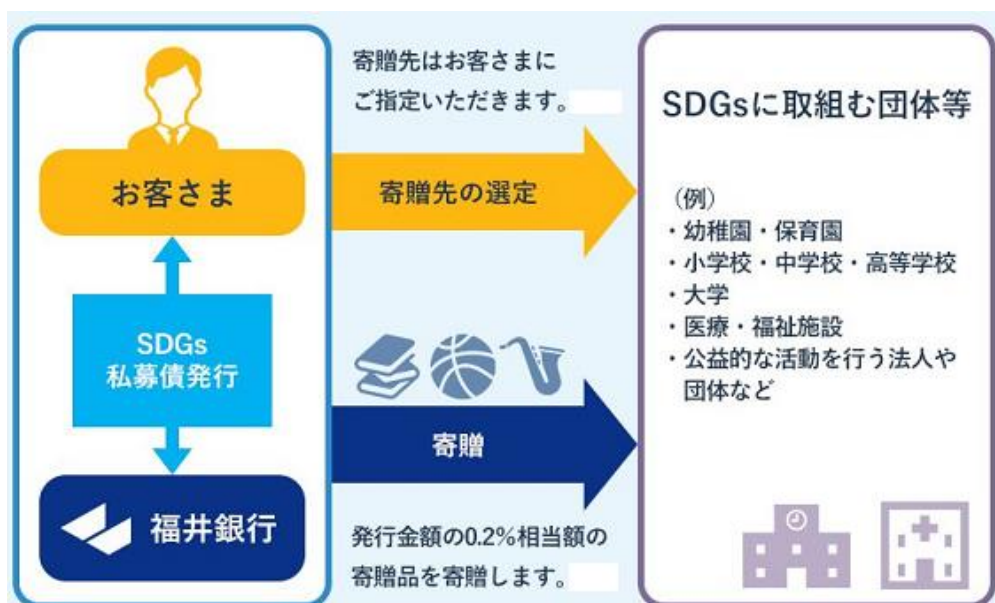 お客さま
SDGs
私募債発行
福井銀行
寄贈先はお客さまに
ご指定いただきます。
寄贈先の選定
寄贈
発行金額の0.2%相当額の
寄贈品を寄贈します。
SDGsに取組む団体等
（例）
・幼稚園・保育園
・小学校・中学校・高等学校
・大学
・医療・福祉施設
・公益的な活動を行う法人や
団体など